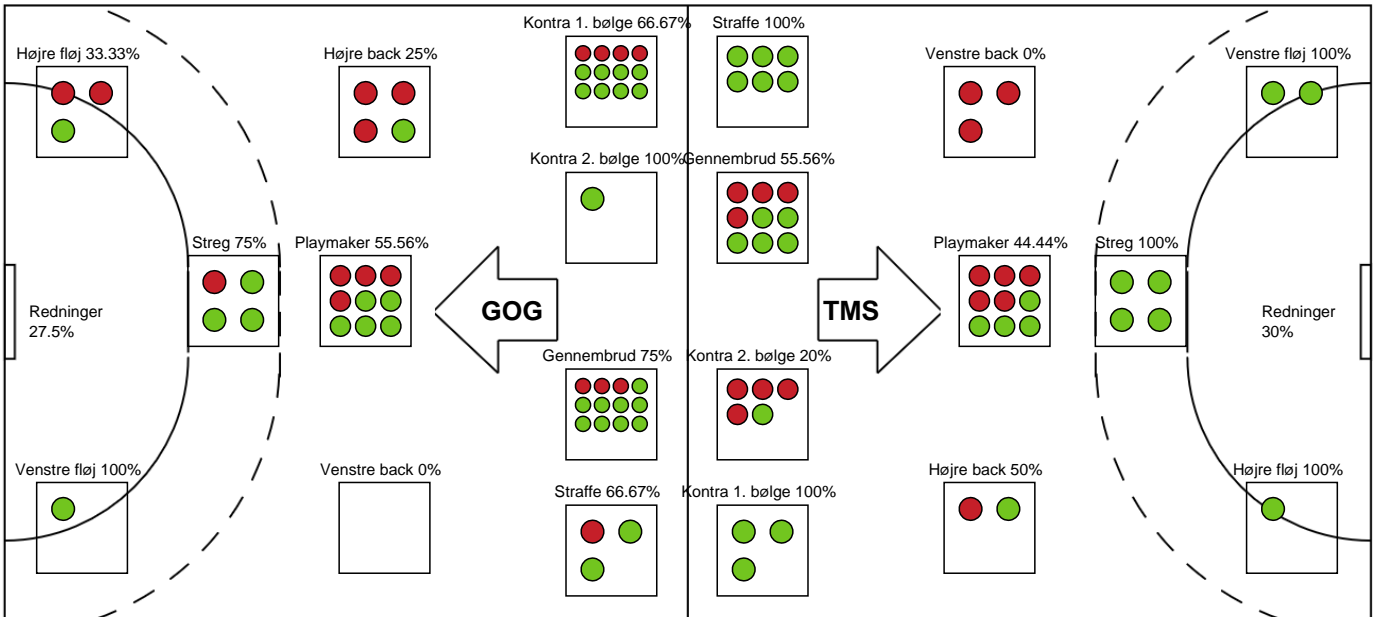 Kontra 1. bølge 66.67%
Straffe 100%
Højre fløj 33.33%
Højre back 25%
Venstre back 0%
Venstre fløj 100%
Kontra 2. bølge 100%
Gennembrud 55.56%
Streg 75%
Playmaker 55.56%
Playmaker 44.44%
Streg 100%
Redninger
27.5%
GOG
TMS
Redninger
30%
Gennembrud 75%
Kontra 2. bølge 20%
Venstre fløj 100%
Venstre back 0%
Højre back 50%
Højre fløj 100%
Straffe 66.67%
Kontra 1. bølge 100%